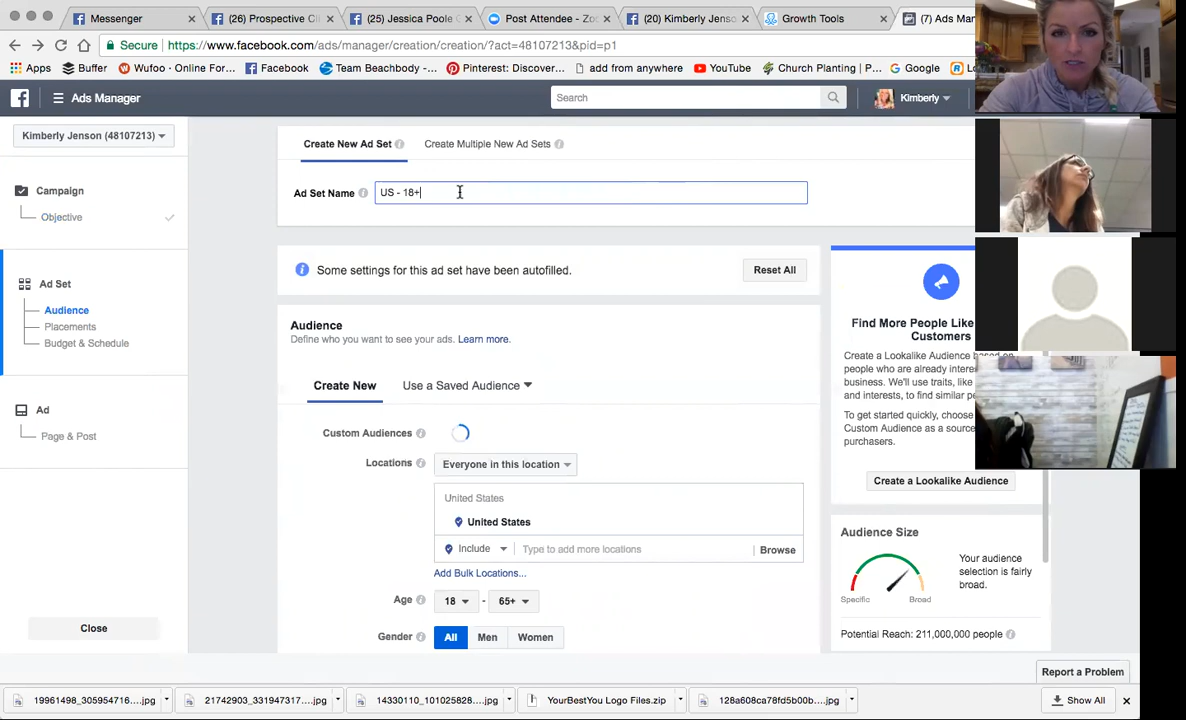 Messenger
(26) Prospective Cli
(25) Jessica Poole C
Post Attendee - Zoo
(20) Kimberly Jenso
Growth Tools
(7) Ads Man
Secure https://www.facebook.com/ads/manager/creation/creation/?act=48107213&pid=p1
Apps Buffer Wufoo - Online For... Facebook Team Beachbody | P... Pinterest: Discover... add from anywhere YouTube Church Planting | P... Google Lo
Ads Manager
Search
Kimberly
Kimberly Jenson (48107213)
Create New Ad Set
Create Multiple New Ad Sets
Campaign
Objective
Ad Set Name
US - 18+
Some settings for this ad set have been autofilled.
Reset All
Ad Set
Audience
Placements
Budget & Schedule
Ad
Page & Post
Close
Audience
Define who you want to see your ads. Learn more.
Create New
Use a Saved Audience
Custom Audiences
Locations
Everyone in this location
United States
United States
Include
Type to add more locations
Browse
Add Bulk Locations...
Age
18 - 65+
Gender
All
Men
Women
Find More People Like
Customers
Create a Lookalike Audience based on
people who are already interes
business. We'll use traits, like
and interests, to find similar pe
To get started quickly, choose
Custom Audience as a source
purchasers.
Create a Lookalike Audience
Audience Size
Your audience
selection is fairly
broad.
Specific
Broad
Potential Reach: 211,000,000 people
Report a Problem
19961498_305954716....jpg
21742903_331947317....jpg
14330110_101025828....jpg
YourBestYou Logo Files.zip
128a608ca78fd5b00b....jpg
Show All